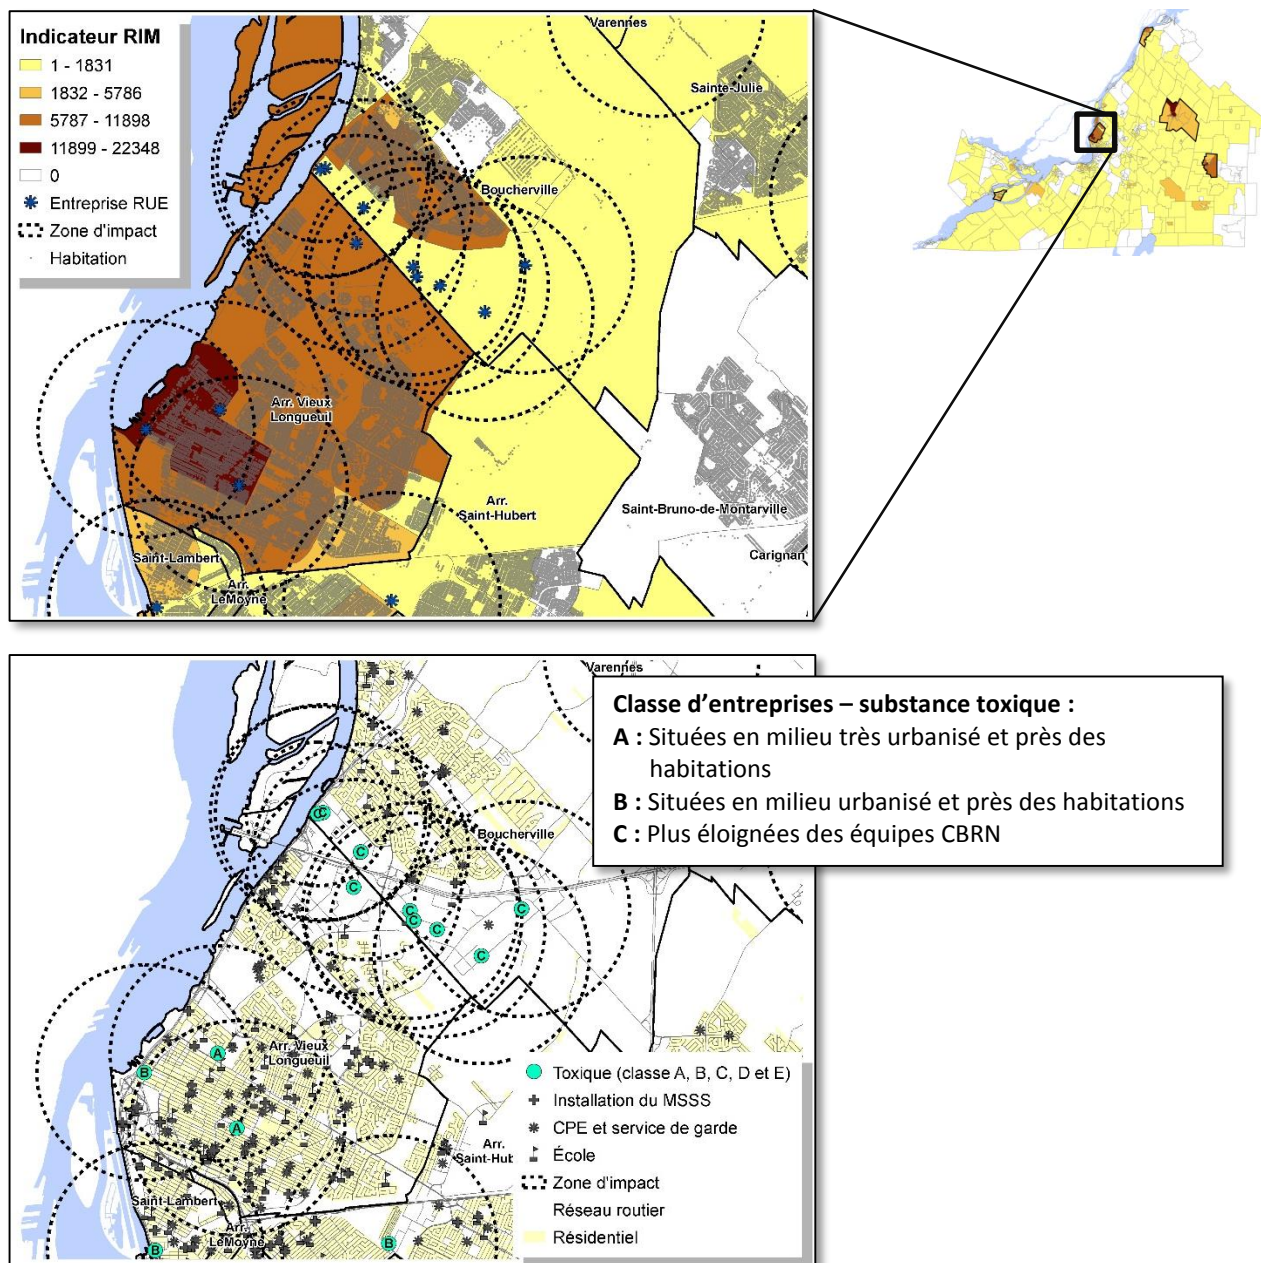 Indicateur RIM
1 - 1831
1832 - 5786
5787 - 11898
11899 - 22348
0
Entreprise RUE
Zone d'impact
Habitation
Varennes
Sainte-Julie
Boucherville
Arr. Vieux
Longueuil
Arr.
Saint-Hubert
Saint-Bruno-de-Montarville
Carignan
Saint-Lambert
Arr.
LeMoyne
Varennes
Classe d'entreprises – substance toxique :
A : Situées en milieu très urbanisé et près des
habitations
B : Situées en milieu urbanisé et près des habitations
C : Plus éloignées des équipes CBRN
Boucherville
C
C
C
C
C
C
C
C
C
A
B
A
B
B
Arr. Vieux
Longueuil
Arr.
Saint-Hub
Saint-Lambert
Arr.
LeMoyne
Toxique (classe A, B, C, D et E)
Installation du MSSS
CPE et service de garde
École
Zone d'impact
Réseau routier
Résidentiel